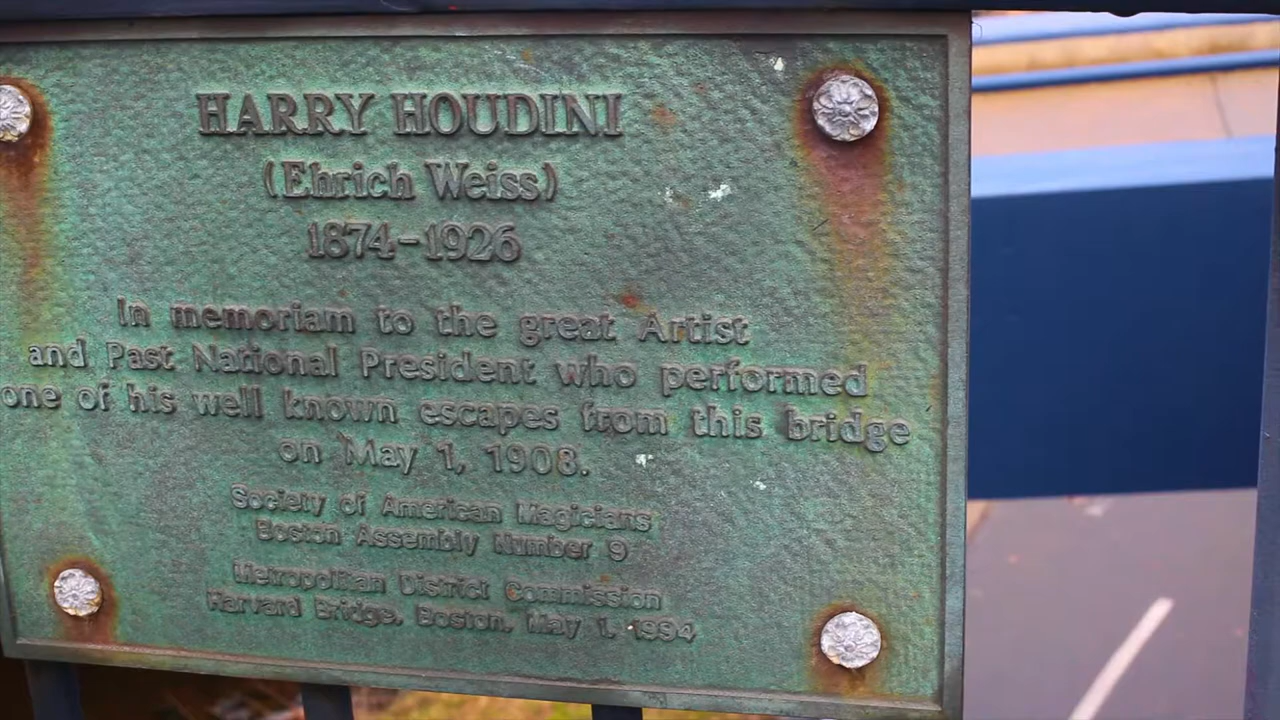 HARRY HOUDINI
(Ehrich Weiss)
1874-1926
In memoriam to the great Artist
and Past National President who performed
one of his well known escapes from this bridge
on May 1, 1908.
Society of American Magicians
Boston Assembly Number 9
Metropolitan District Commission
Harvard Bridge, Boston, May 1, 1994